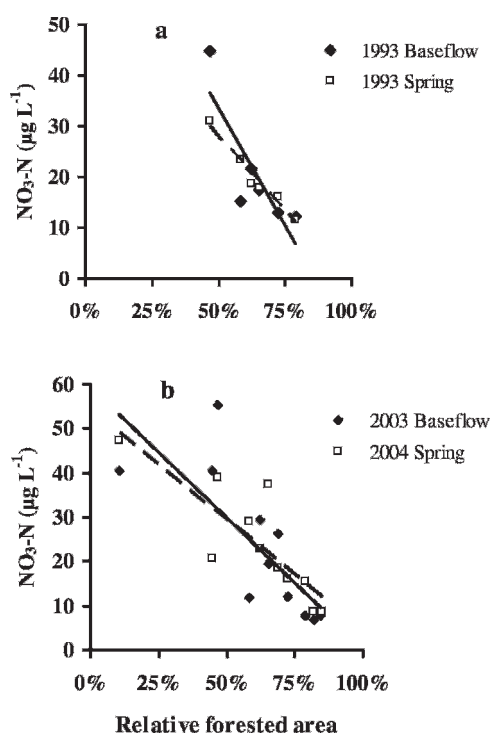 50
a
1993 Baseflow
1993 Spring
40
30
20
10
0
NO₃-N (µg L⁻¹)
0% 25% 50% 75% 100%
60
b
2003 Baseflow
2004 Spring
50
40
30
20
10
0
NO₃-N (µg L⁻¹)
0% 25% 50% 75% 100%
Relative forested area